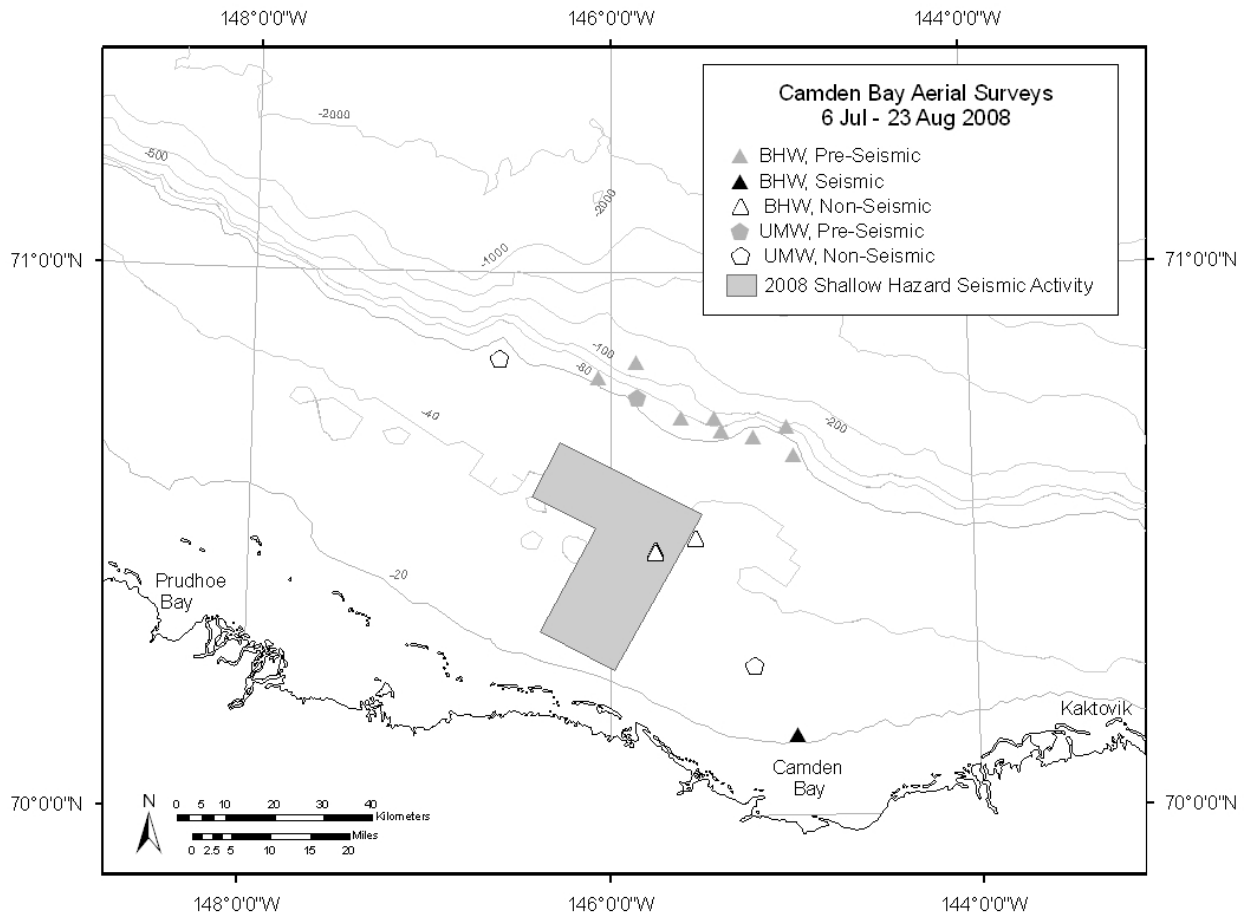 148°0'0"W 146°0'0"W 144°0'0"W
Camden Bay Aerial Surveys
6 Jul - 23 Aug 2008
BHW, Pre-Seismic
BHW, Seismic
BHW, Non-Seismic
UMW, Pre-Seismic
UMW, Non-Seismic
2008 Shallow Hazard Seismic Activity
-2000
-500
-2000
-1000
71°0'0"N 71°0'0"N
-100
-80
-40
-200
-20
Prudhoe
Bay
Kaktovik
Camden
Bay
70°0'0"N 70°0'0"N
N
0 5 10 20 30 40
Kilometers
Miles
0 2.5 5 10 15 20
148°0'0"W 146°0'0"W 144°0'0"W